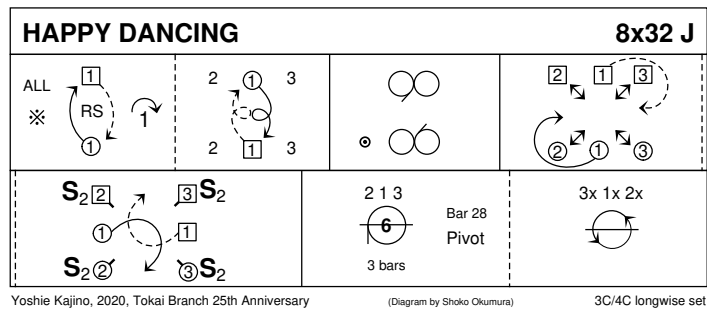 HAPPY DANCING 8x32 J
ALL ※ 1 RS 1 1
2 1 3
2 1 3
2 1 3
2 1 3
S2 2 3 S2
1 1
S2 2 3 S2
2 1 3
6
3 bars
Bar 28
Pivot
3x 1x 2x
Yoshie Kajino, 2020, Tokai Branch 25th Anniversary (Diagram by Shoko Okumura) 3C/4C longwise set